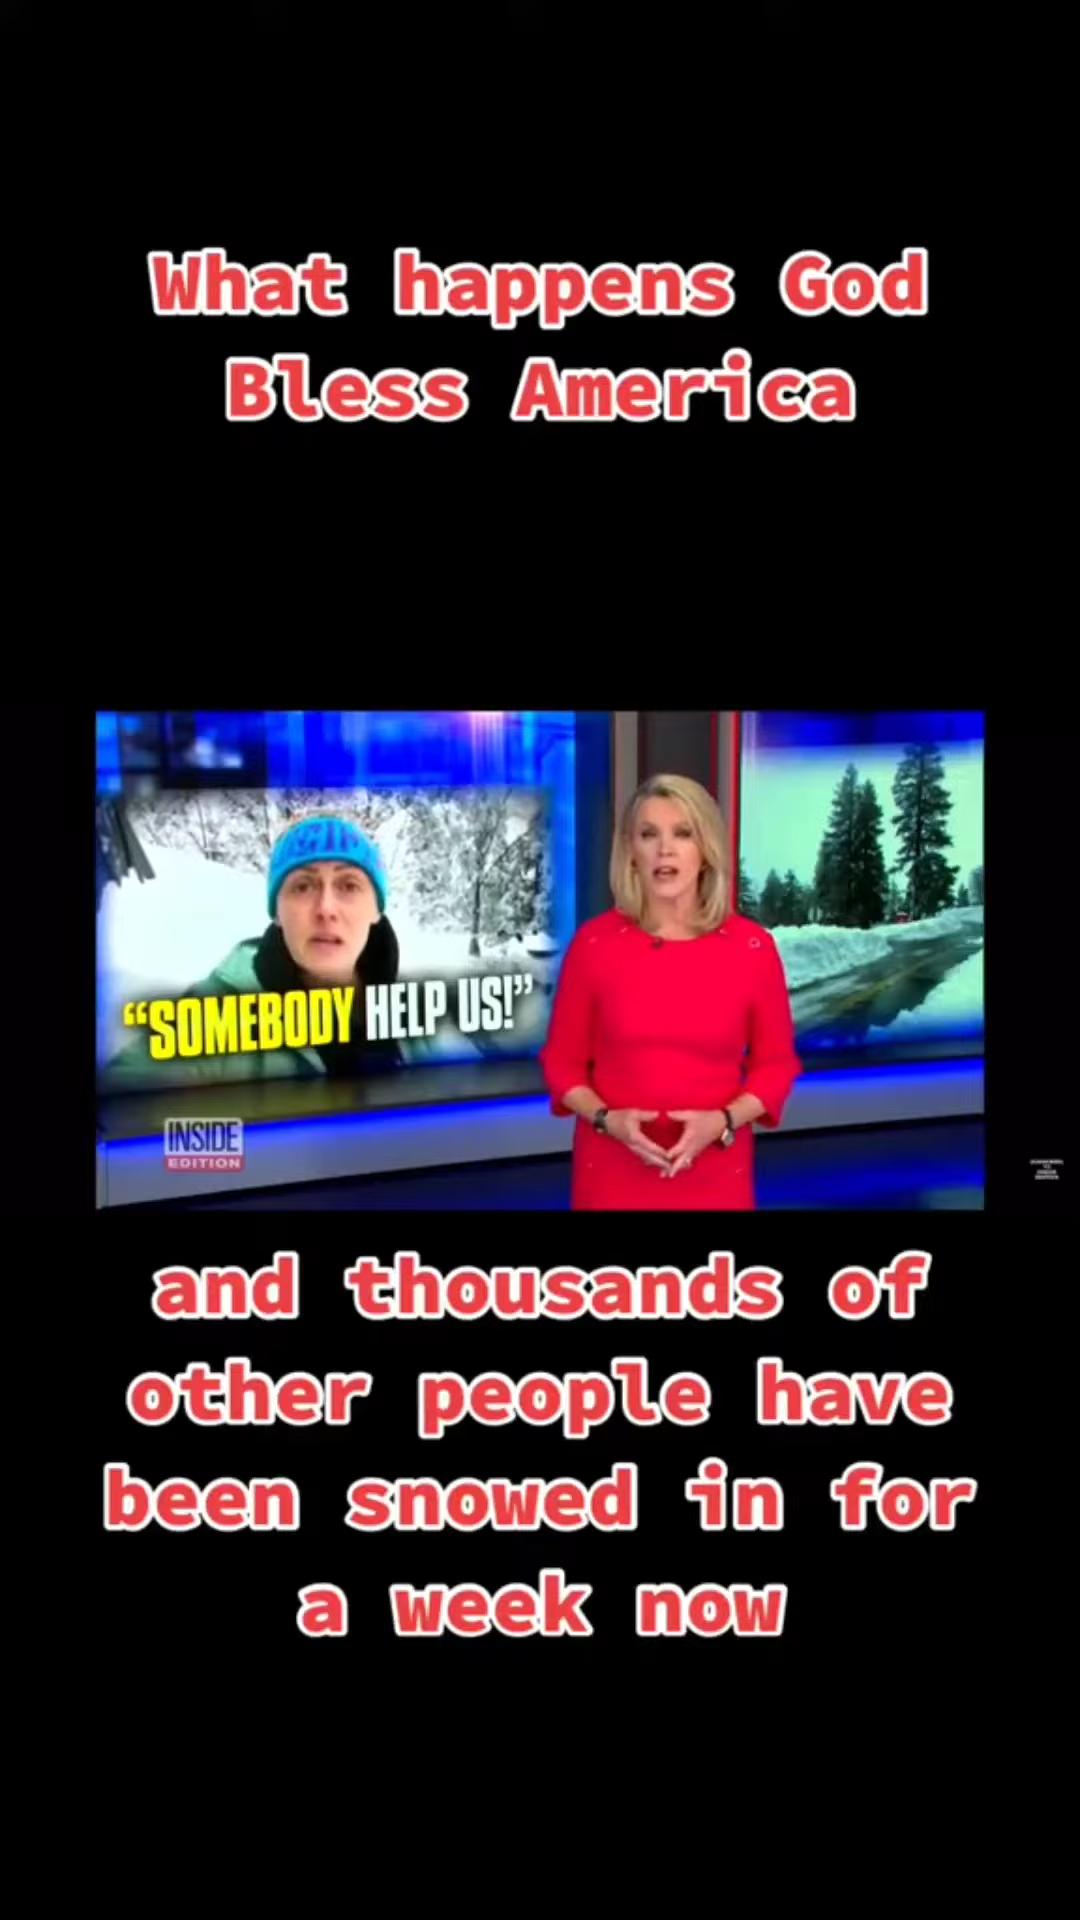 What happens God
Bless America
"SOMEBODY HELP US!"
INSIDE
EDITION
and thousands of
other people have
been snowed in for
a week now